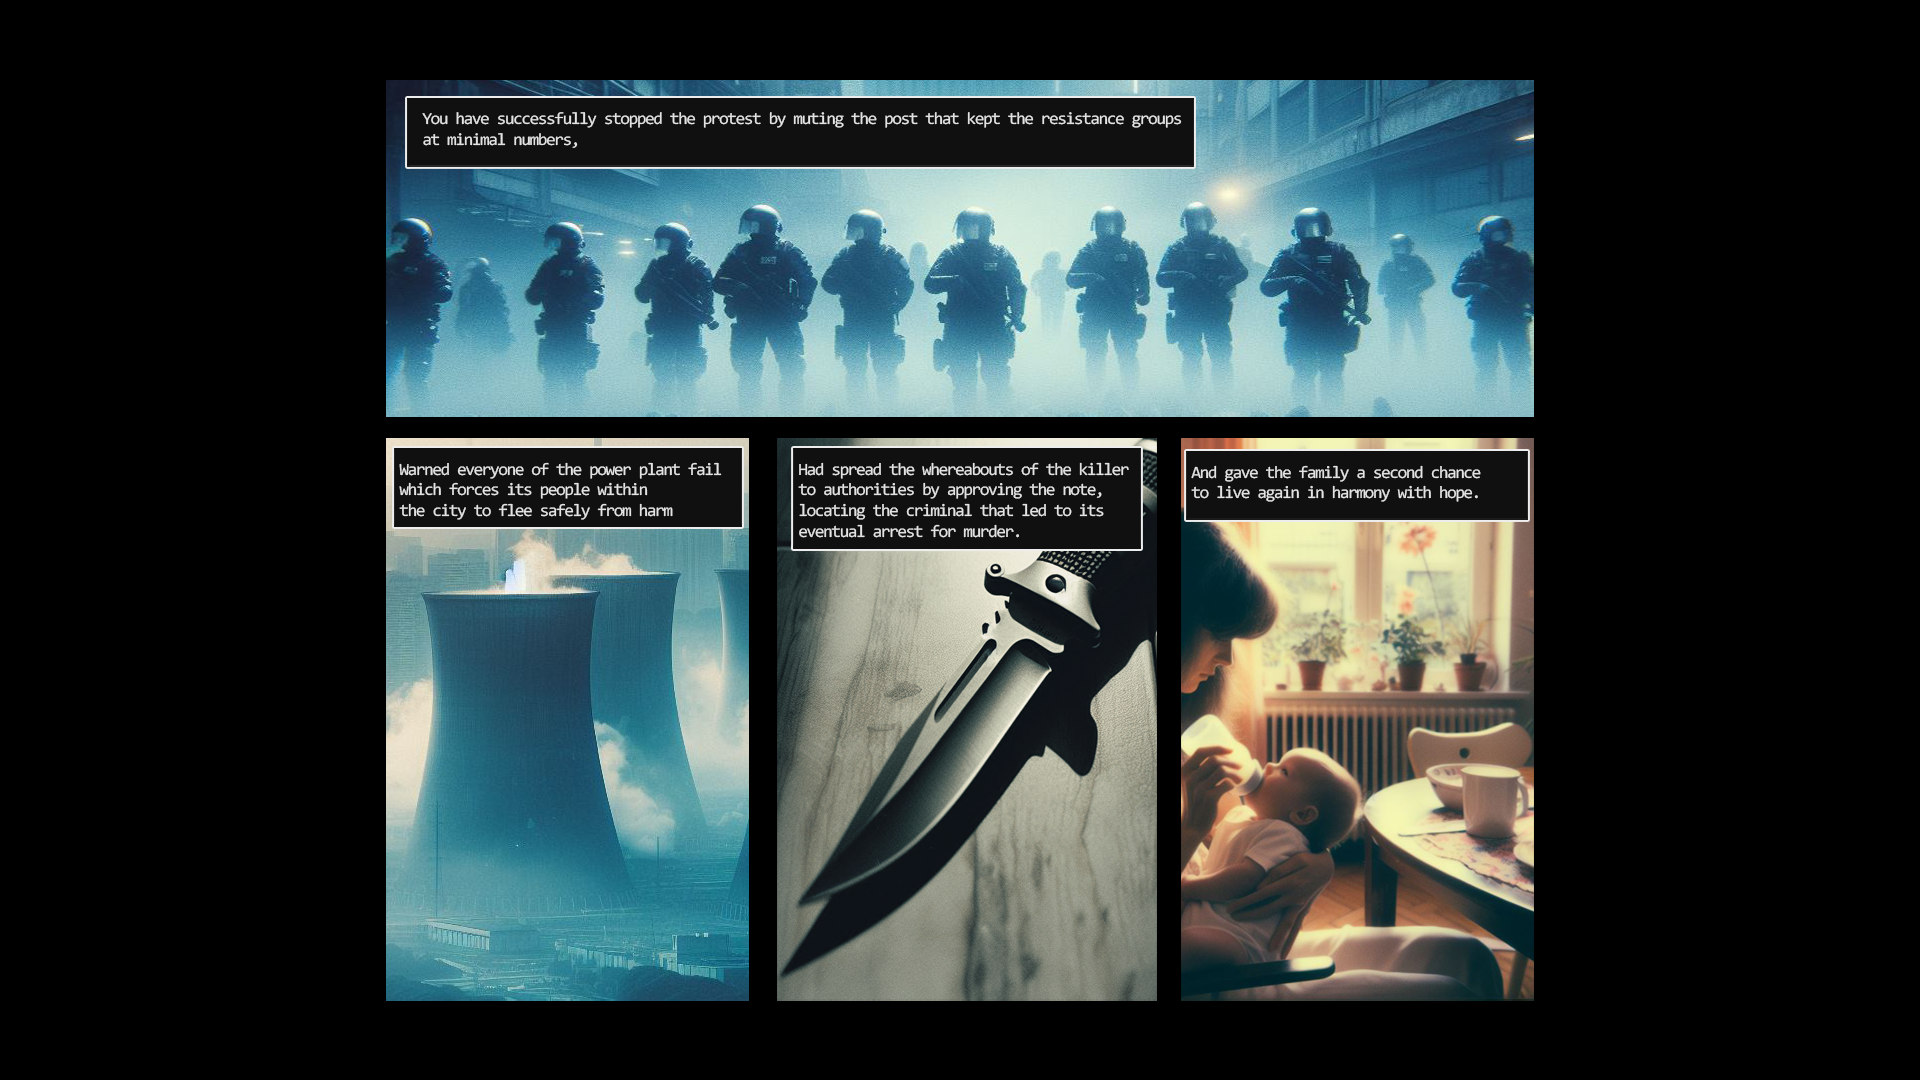 You have successfully stopped the protest by muting the post that kept the resistance groups
at minimal numbers,
Warned everyone of the power plant fail
which forces its people within
the city to flee safely from harm
Had spread the whereabouts of the killer
to authorities by approving the note,
locating the criminal that led to its
eventual arrest for murder.
And gave the family a second chance
to live again in harmony with hope.